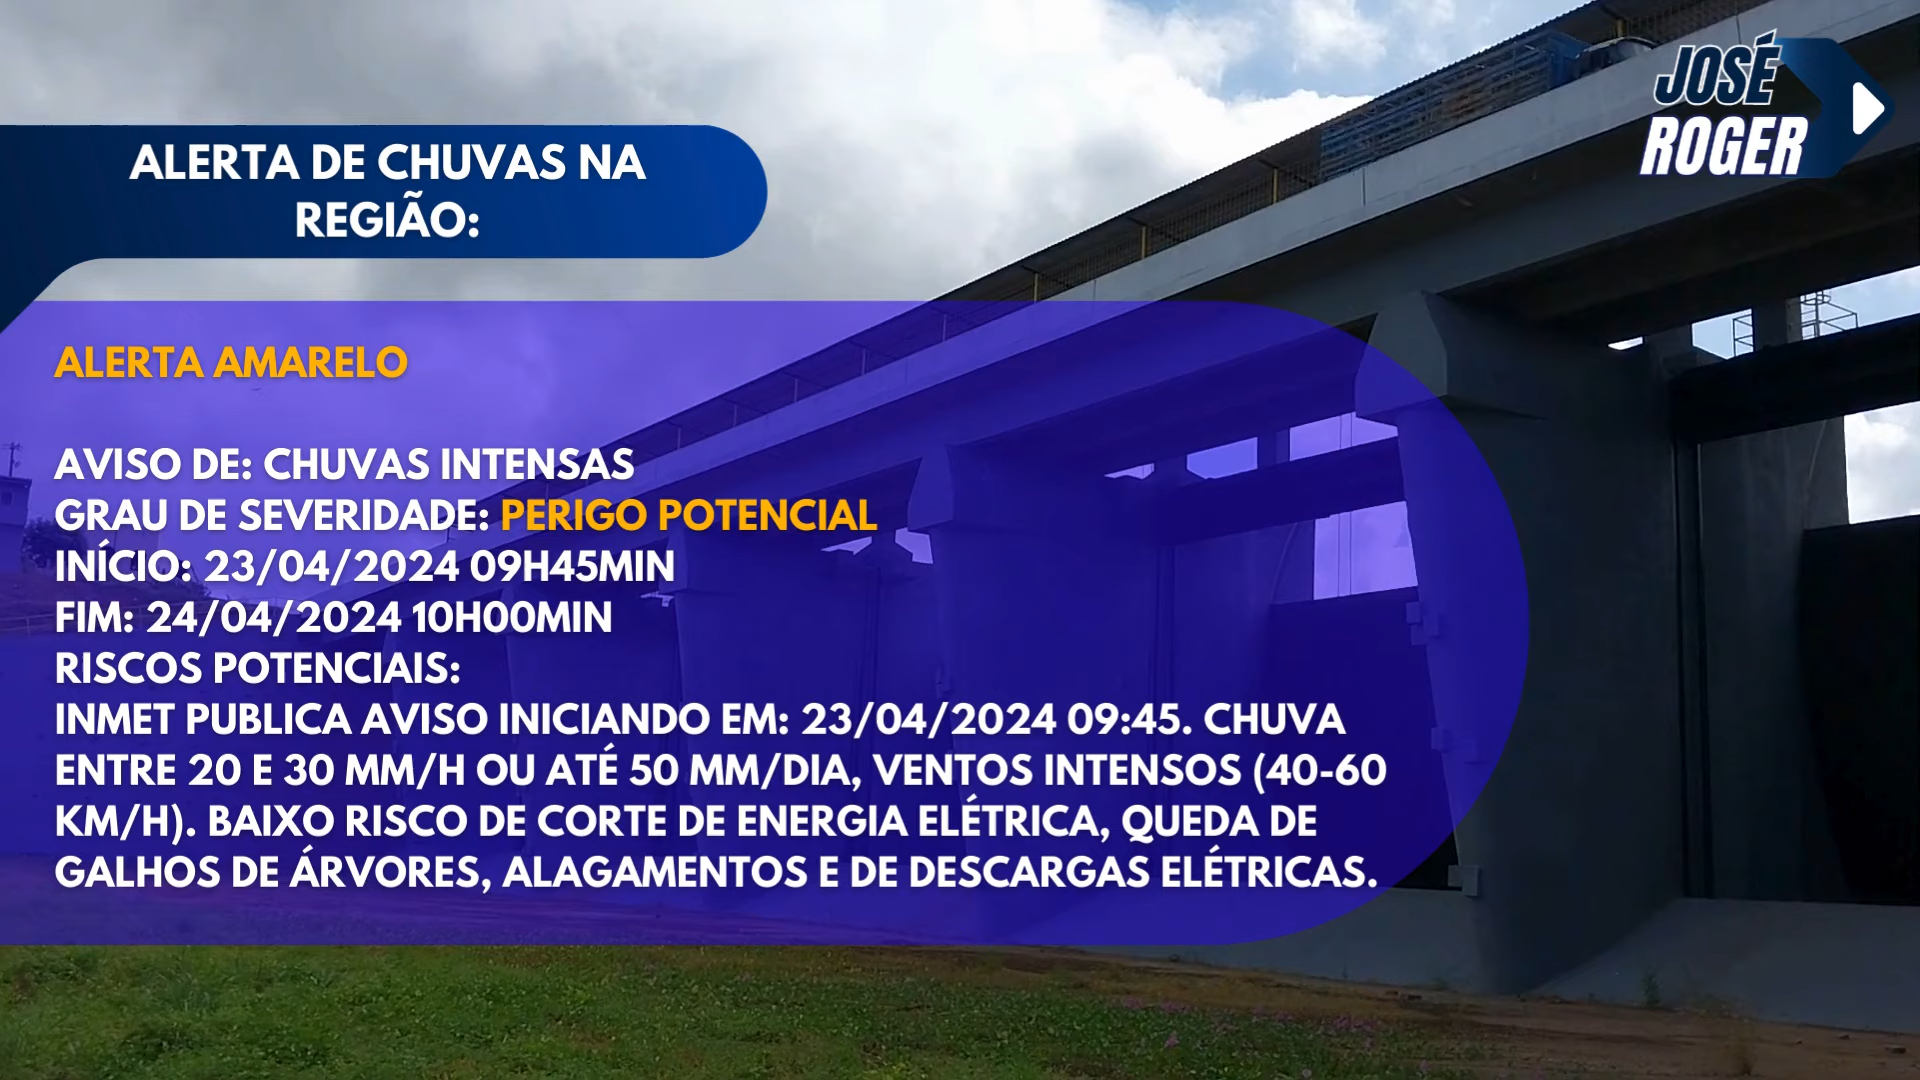 JOSÉ
ROGER
ALERTA DE CHUVAS NA
REGIÃO:
ALERTA AMARELO
AVISO DE: CHUVAS INTENSAS
GRAU DE SEVERIDADE: PERIGO POTENCIAL
INÍCIO: 23/04/2024 09H45MIN
FIM: 24/04/2024 10H00MIN
RISCOS POTENCIAIS:
INMET PUBLICA AVISO INICIANDO EM: 23/04/2024 09:45. CHUVA
ENTRE 20 E 30 MM/H OU ATÉ 50 MM/DIA, VENTOS INTENSOS (40-60
KM/H). BAIXO RISCO DE CORTE DE ENERGIA ELÉTRICA, QUEDA DE
GALHOS DE ÁRVORES, ALAGAMENTOS E DE DESCARGAS ELÉTRICAS.